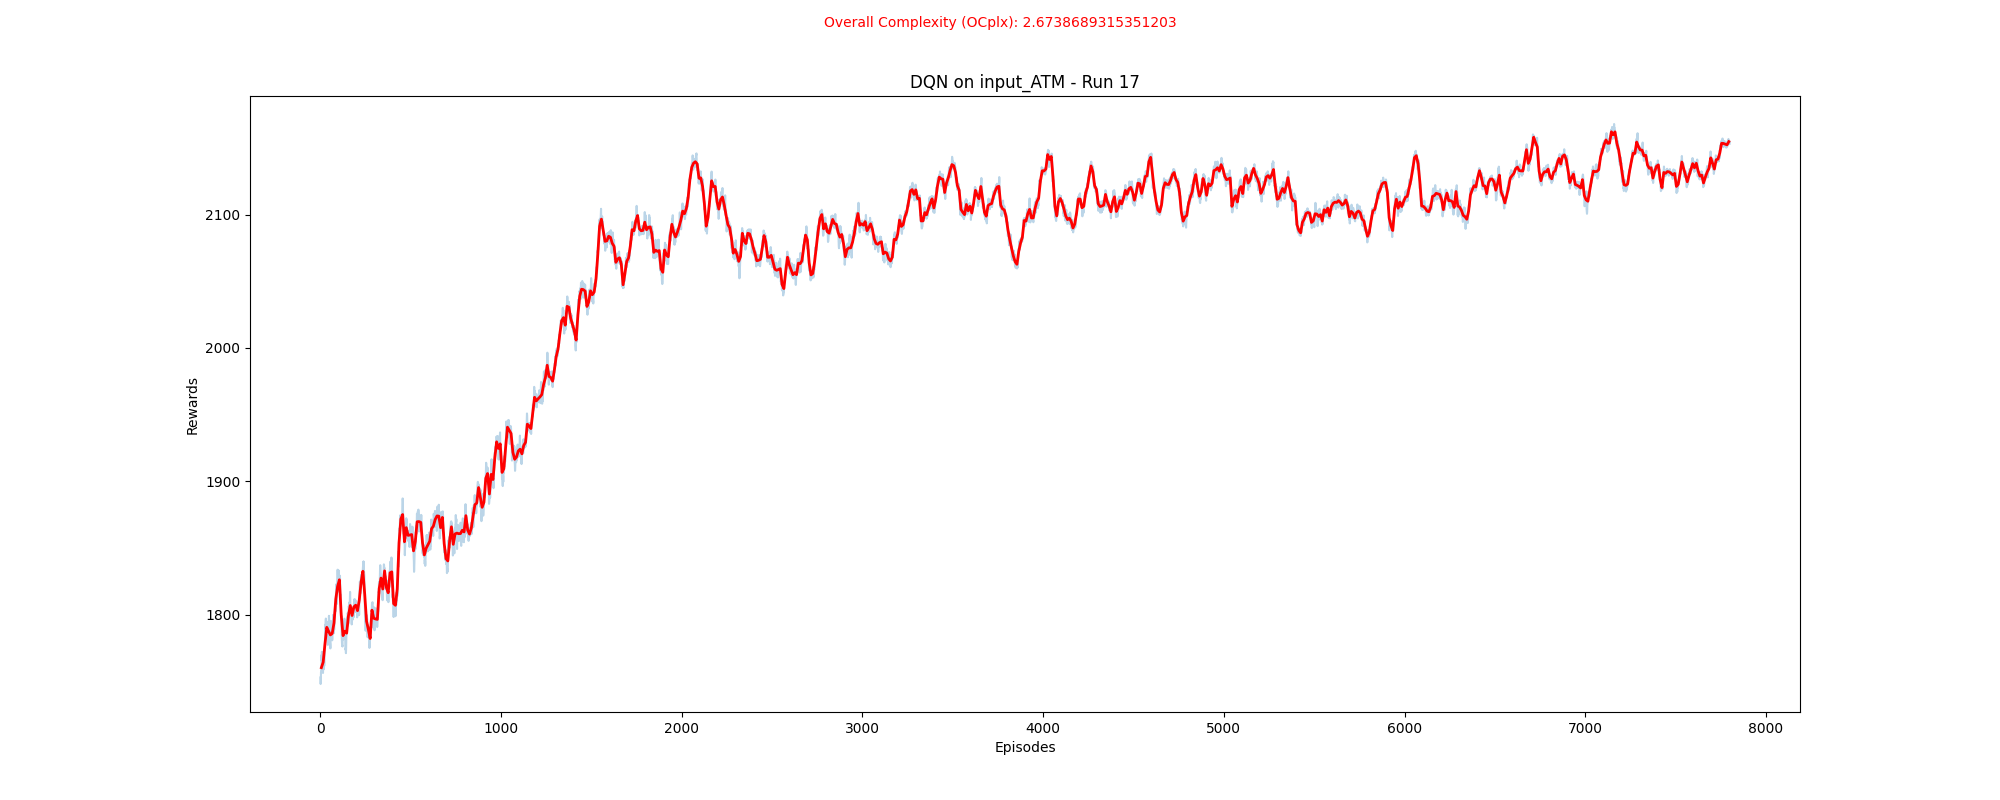 Overall Complexity (OCplx): 2.6738689315351203
DQN on input_ATM - Run 17
Rewards
2100
2000
1900
1800
0 1000 2000 3000 4000 5000 6000 7000 8000
Episodes